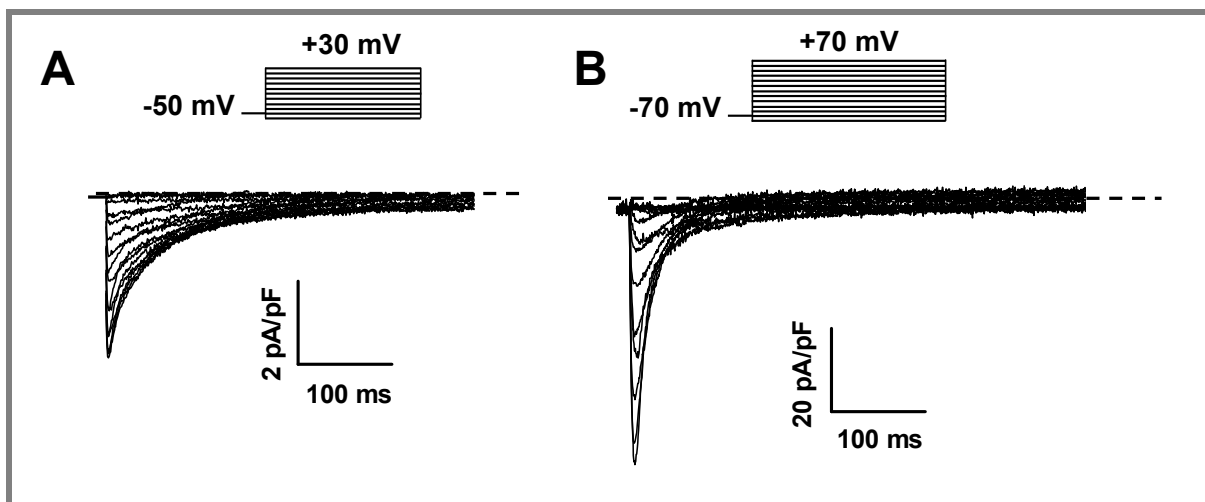 A
+30 mV
-50 mV
2 pA/pF
100 ms
B
+70 mV
-70 mV
20 pA/pF
100 ms